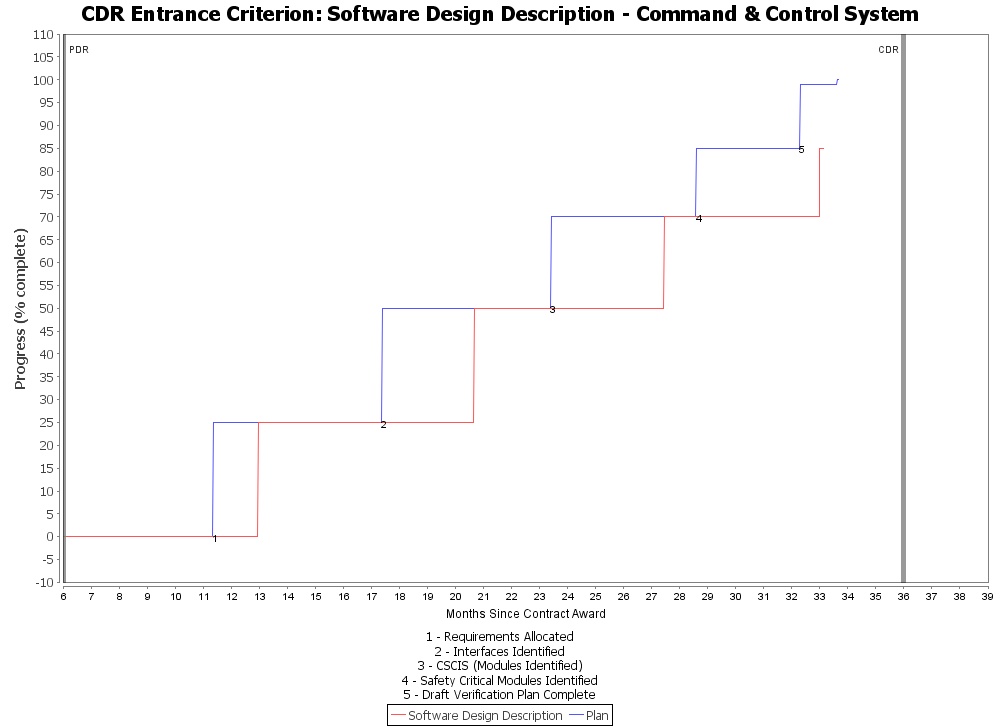 CDR Entrance Criterion: Software Design Description - Command & Control System
110
105
100
95
90
85
80
75
70
65
60
55
50
45
40
35
30
25
20
15
10
5
0
-5
-10
Progress (% complete)
PDR
CDR
1
2
3
4
5
6 7 8 9 10 11 12 13 14 15 16 17 18 19 20 21 22 23 24 25 26 27 28 29 30 31 32 33 34 35 36 37 38 39
Months Since Contract Award
1 - Requirements Allocated
2 - Interfaces Identified
3 - CSCIS (Modules Identified)
4 - Safety Critical Modules Identified
5 - Draft Verification Plan Complete
Software Design Description Plan